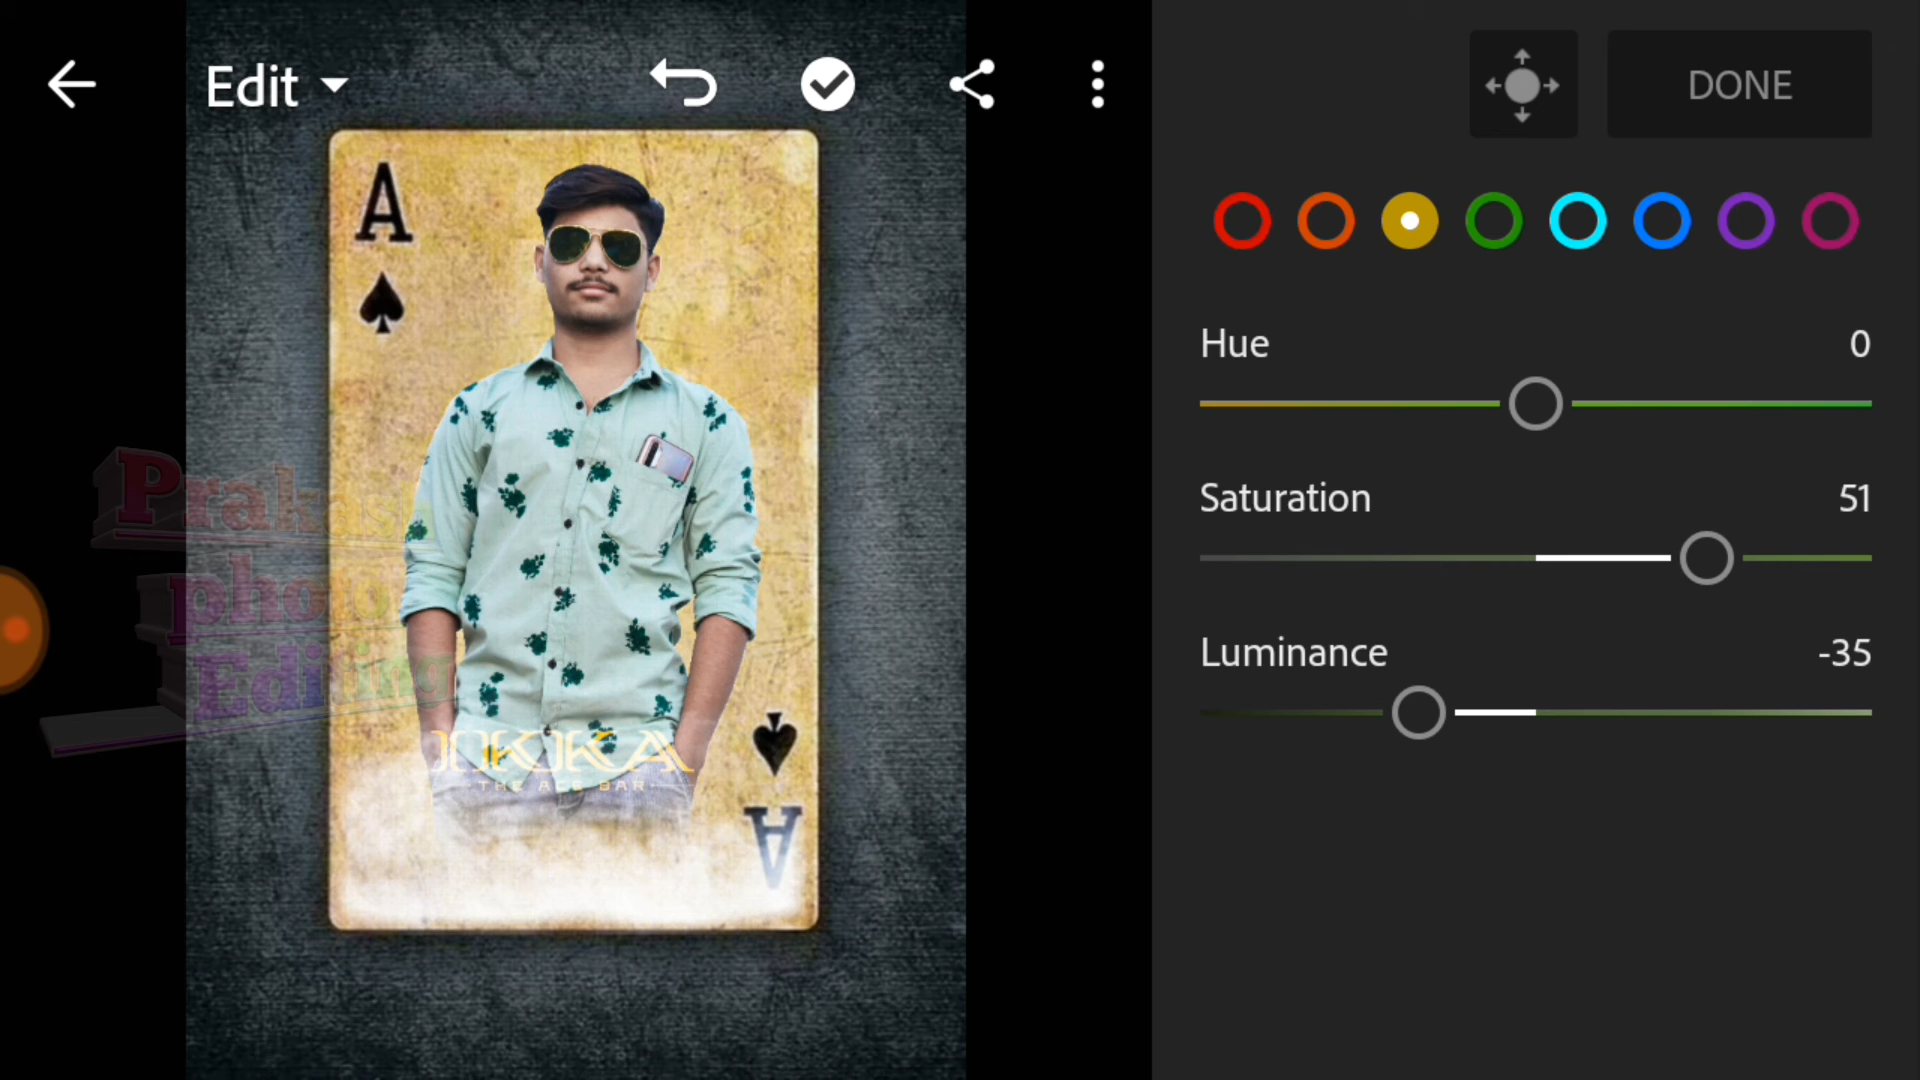 Edit
DONE
A
Hue 0
Saturation 51
Luminance -35
Prakash
photo
Editing
IKKA
THE ACE BAR
A